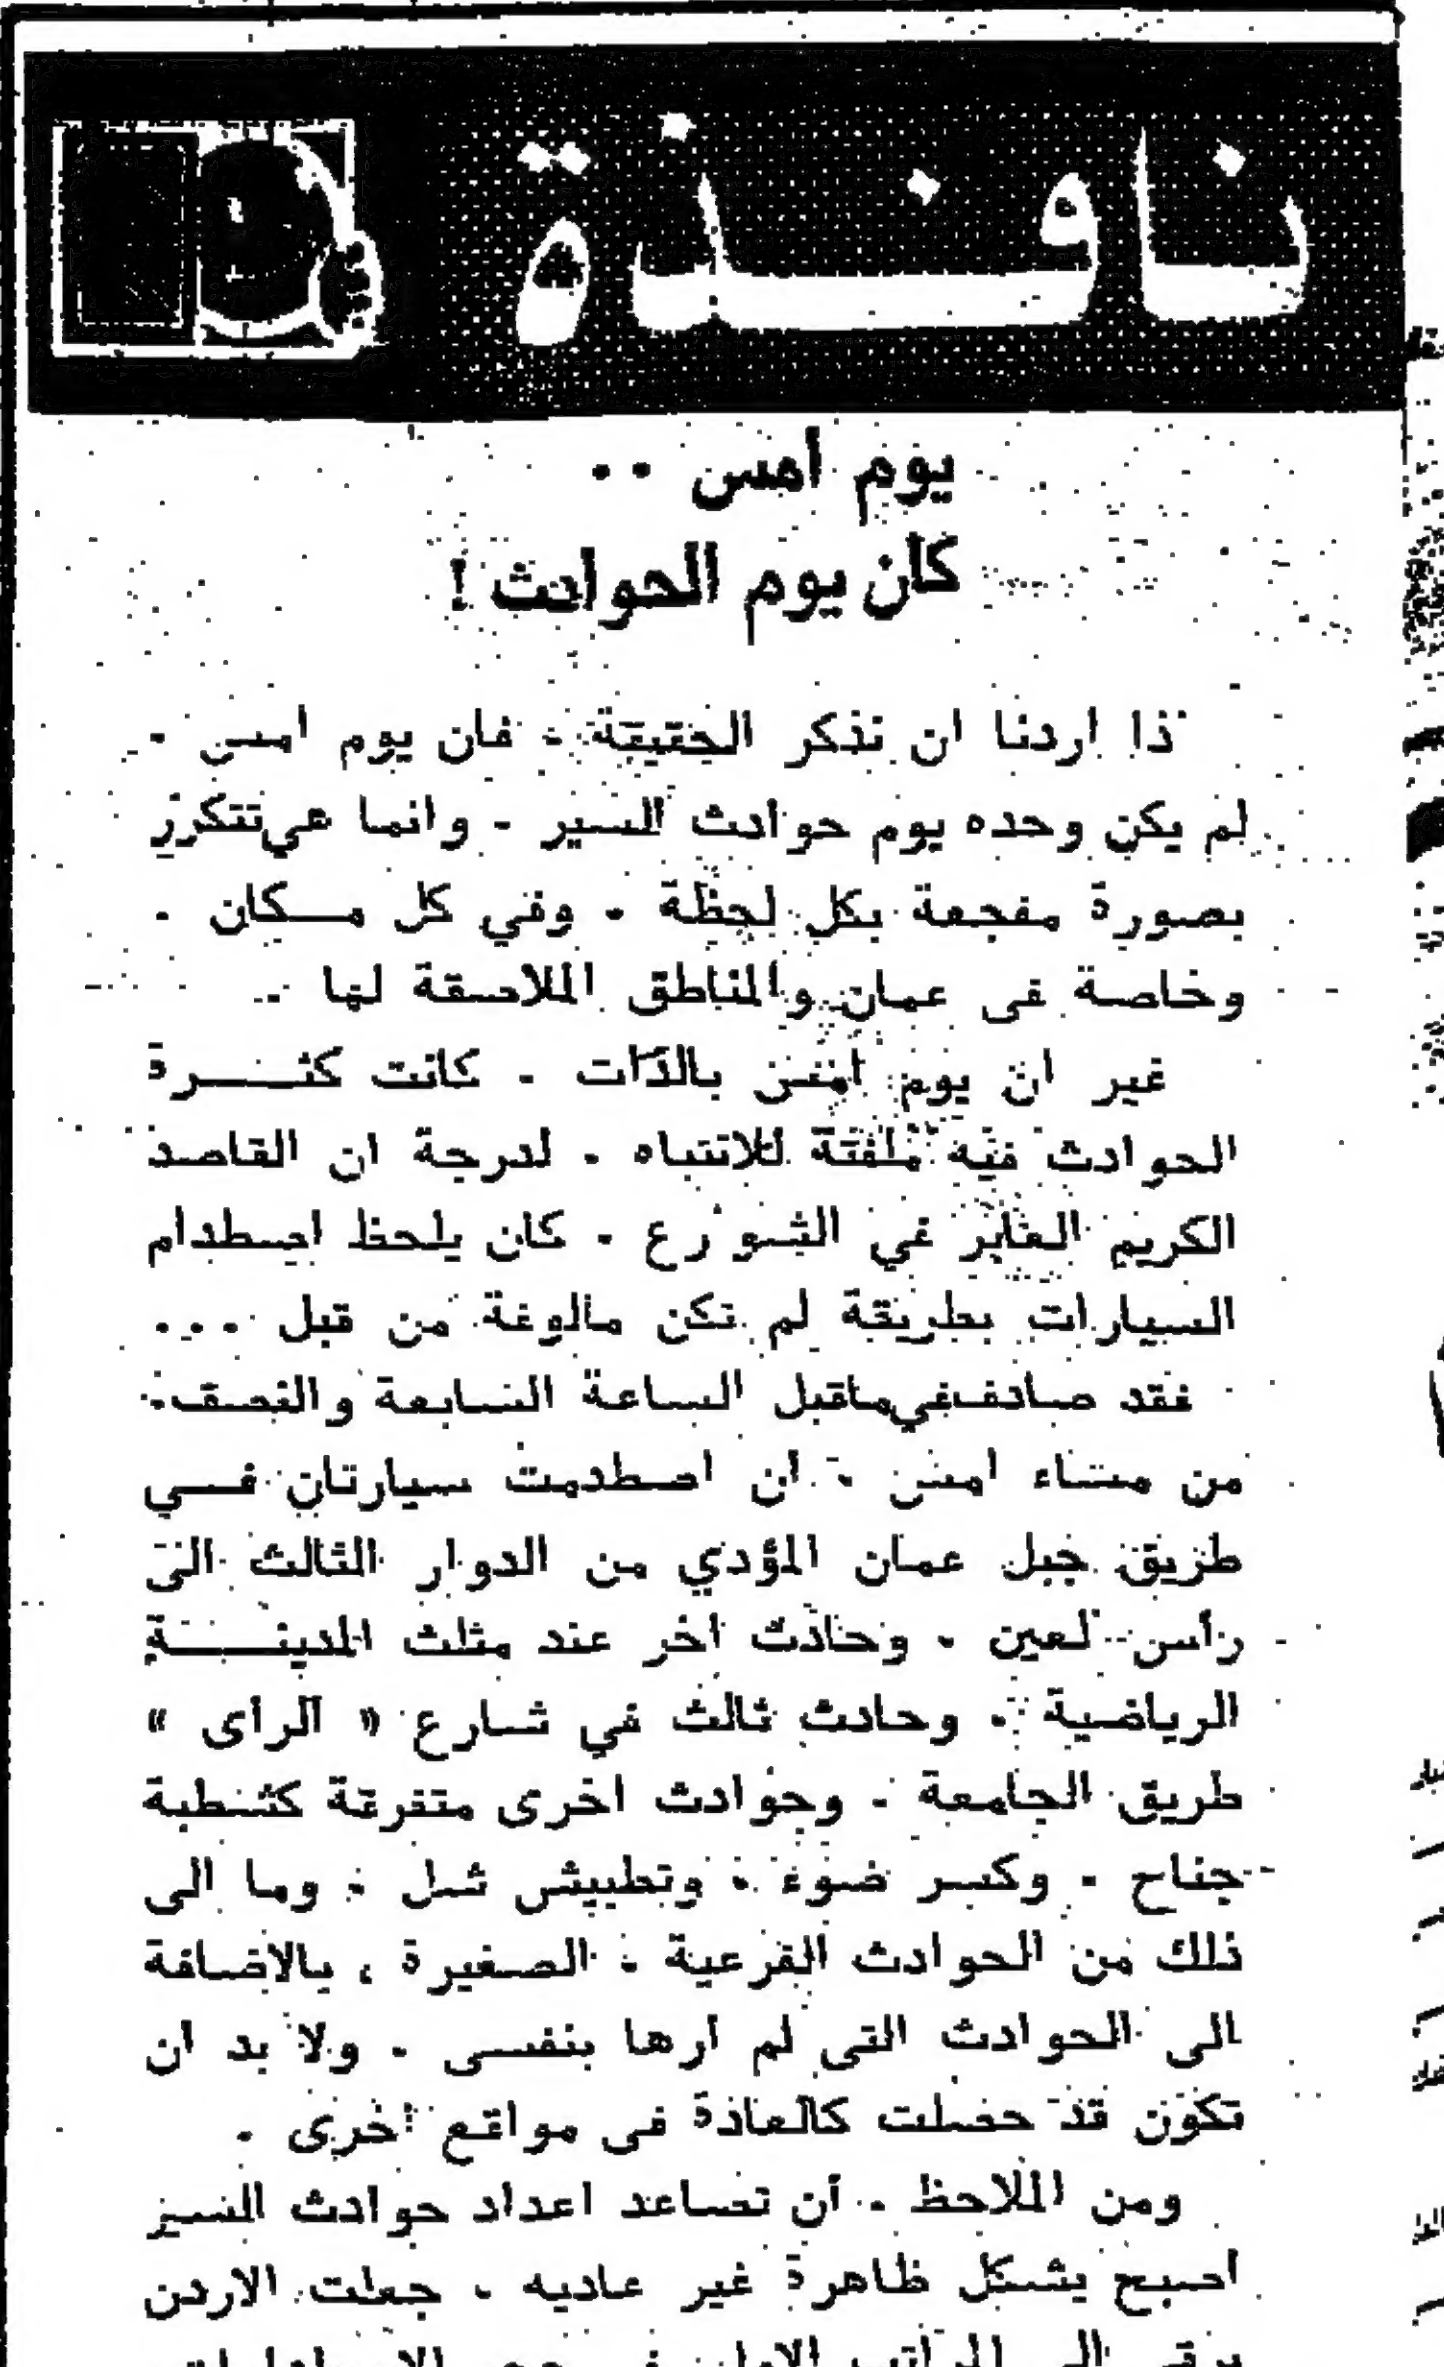 نافذة
يوم أمس ..
كان يوم الحوادث !
ذا اردنا ان نذكر الحقيقة ، فان يوم امس ،
لم يكن وحده يوم حوادث السير ، وانما هي تتكرر
بصورة مفجعة بكل لحظة ، وفي كل مكان ،
وخاصة في عمان والمناطق الملاصقة لها ..
غير ان يوم امس بالذات ، كانت كثرة
الحوادث فيه ملفتة للانتباه ، لدرجة ان القاصد
الكريم العابر في الشوارع ، كان يلحظ اصطدام
السيارات بطريقة لم تكن مالوفة من قبل ...
فقد صادف في ماقبل الساعة السابعة والنصف
من مساء امس ، ان اصطدمت سيارتان في
طريق جبل عمان المؤدي من الدوار الثالث الى
رأس العين ، وحادث اخر عند مثلث المدينة
الرياضية ، وحادث ثالث في شارع « الرأى »
طريق الجامعة ، وحوادث اخرى متفرقة كشطبة
جناح ، وكسر ضوء ، وتطبيش شل ، وما الى
ذلك من الحوادث الفرعية ، الصغيرة ، بالاضافة
الى الحوادث التى لم ارها بنفسى ، ولا بد ان
تكون قد حصلت كالعادة فى مواقع اخرى .
ومن الملاحظ ، أن تصاعد اعداد حوادث السير
اصبح يشكل ظاهرة غير عاديه ، جعلت الاردن